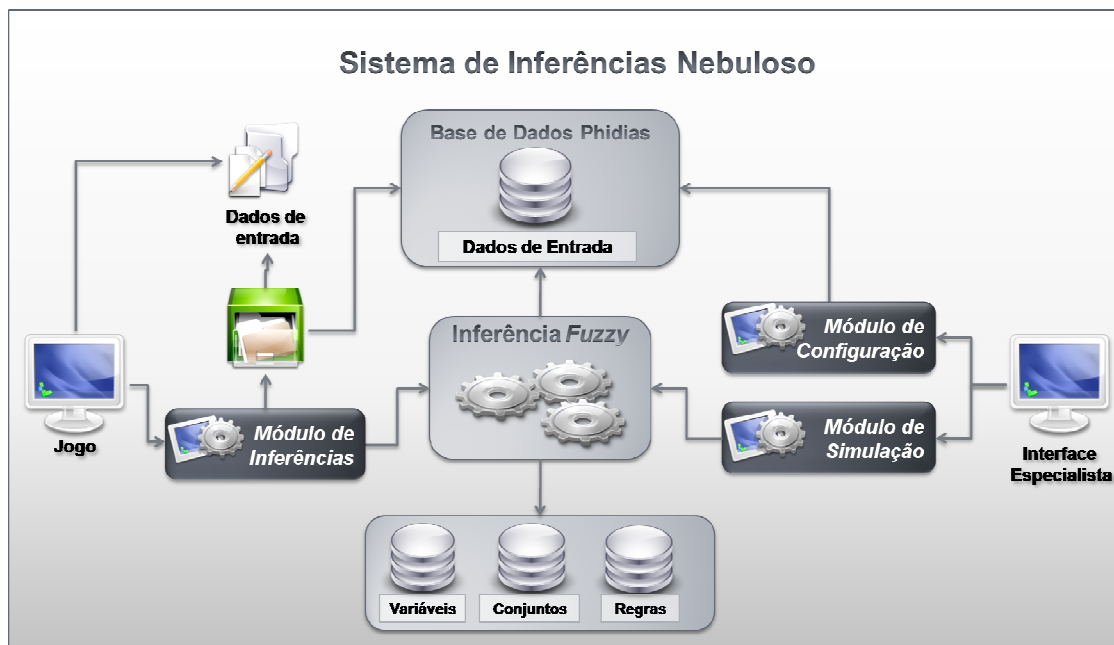 Sistema de Inferências Nebuloso
Base de Dados Phidias
Dados de Entrada
Dados de
entrada
Inferência Fuzzy
Módulo de
Configuração
Jogo
Módulo de
Inferências
Módulo de
Simulação
Interface
Especialista
Variáveis
Conjuntos
Regras